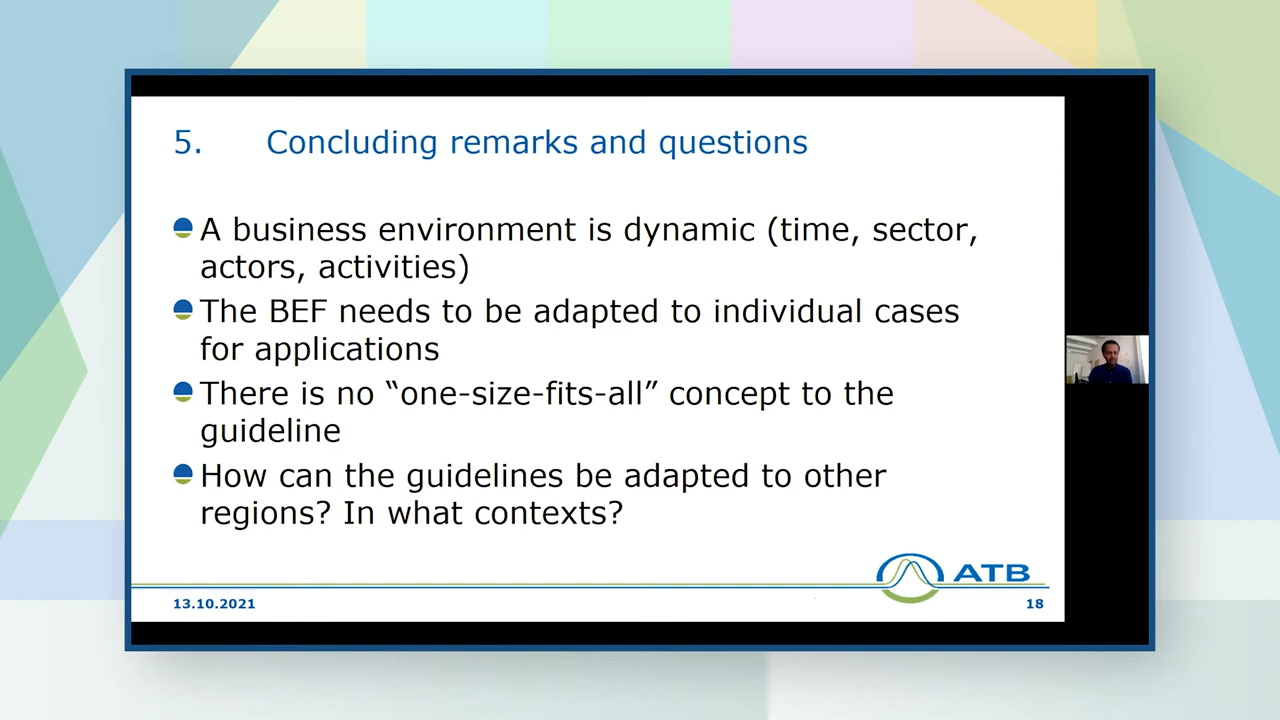 5. Concluding remarks and questions
A business environment is dynamic (time, sector,
actors, activities)
The BEF needs to be adapted to individual cases
for applications
There is no “one-size-fits-all” concept to the
guideline
How can the guidelines be adapted to other
regions? In what contexts?
ATB
13.10.2021
18